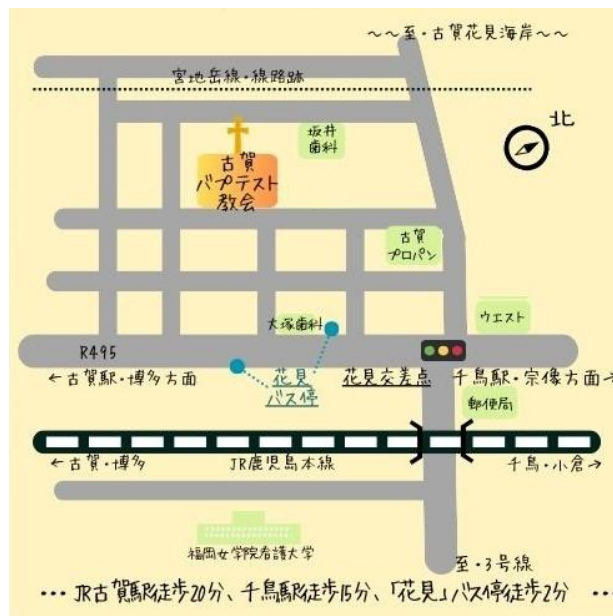 ～～至・古賀花見海岸～～
宮地岳線・線路跡
北
坂井
歯科
古賀
バプテスト
教会
古賀
プロパン
ウエスト
大塚歯科
R495
←古賀駅・博多方面
花見
バス停
花見交差点
千鳥駅・宗像方面→
郵便局
←古賀・博多
JR鹿児島本線
千鳥・小倉→
福岡女学院看護大学
至・3号線
・・・JR古賀駅徒歩20分、千鳥駅徒歩15分、「花見」バス停徒歩2分・・・